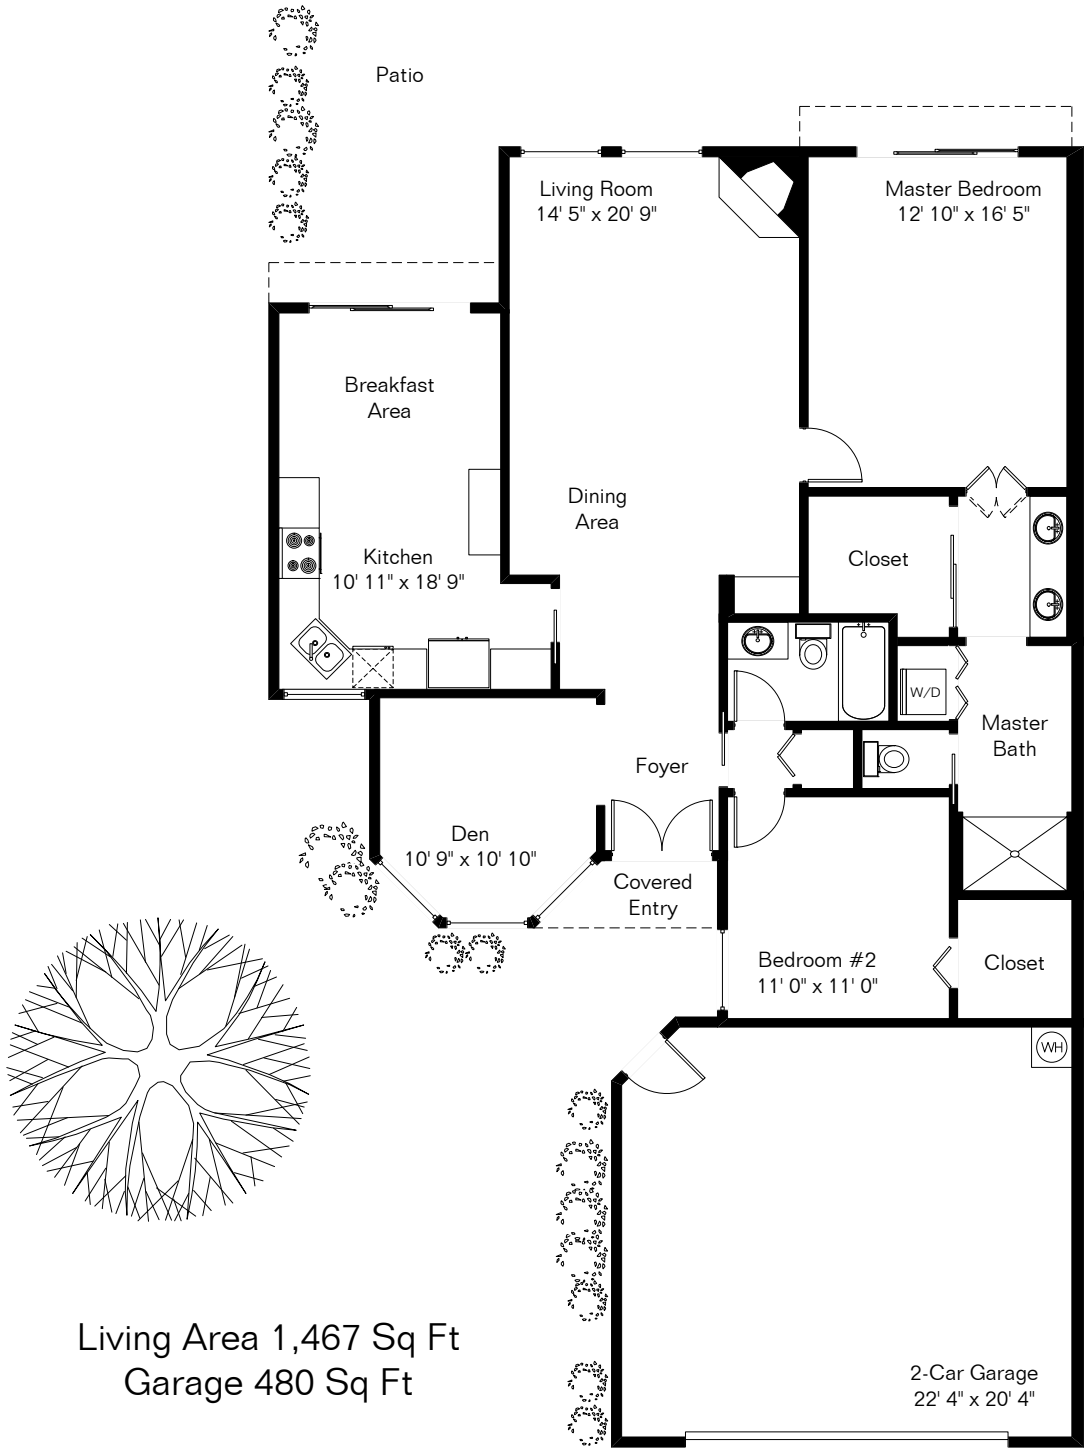 Patio
Living Room
14' 5" x 20' 9"
Master Bedroom
12' 10" x 16' 5"
Breakfast
Area
Dining
Area
Kitchen
10' 11" x 18' 9"
Closet
W/D
Master
Bath
Foyer
Den
10' 9" x 10' 10"
Covered
Entry
Bedroom #2
11' 0" x 11' 0"
Closet
WH
Living Area 1,467 Sq Ft
Garage 480 Sq Ft
2-Car Garage
22' 4" x 20' 4"